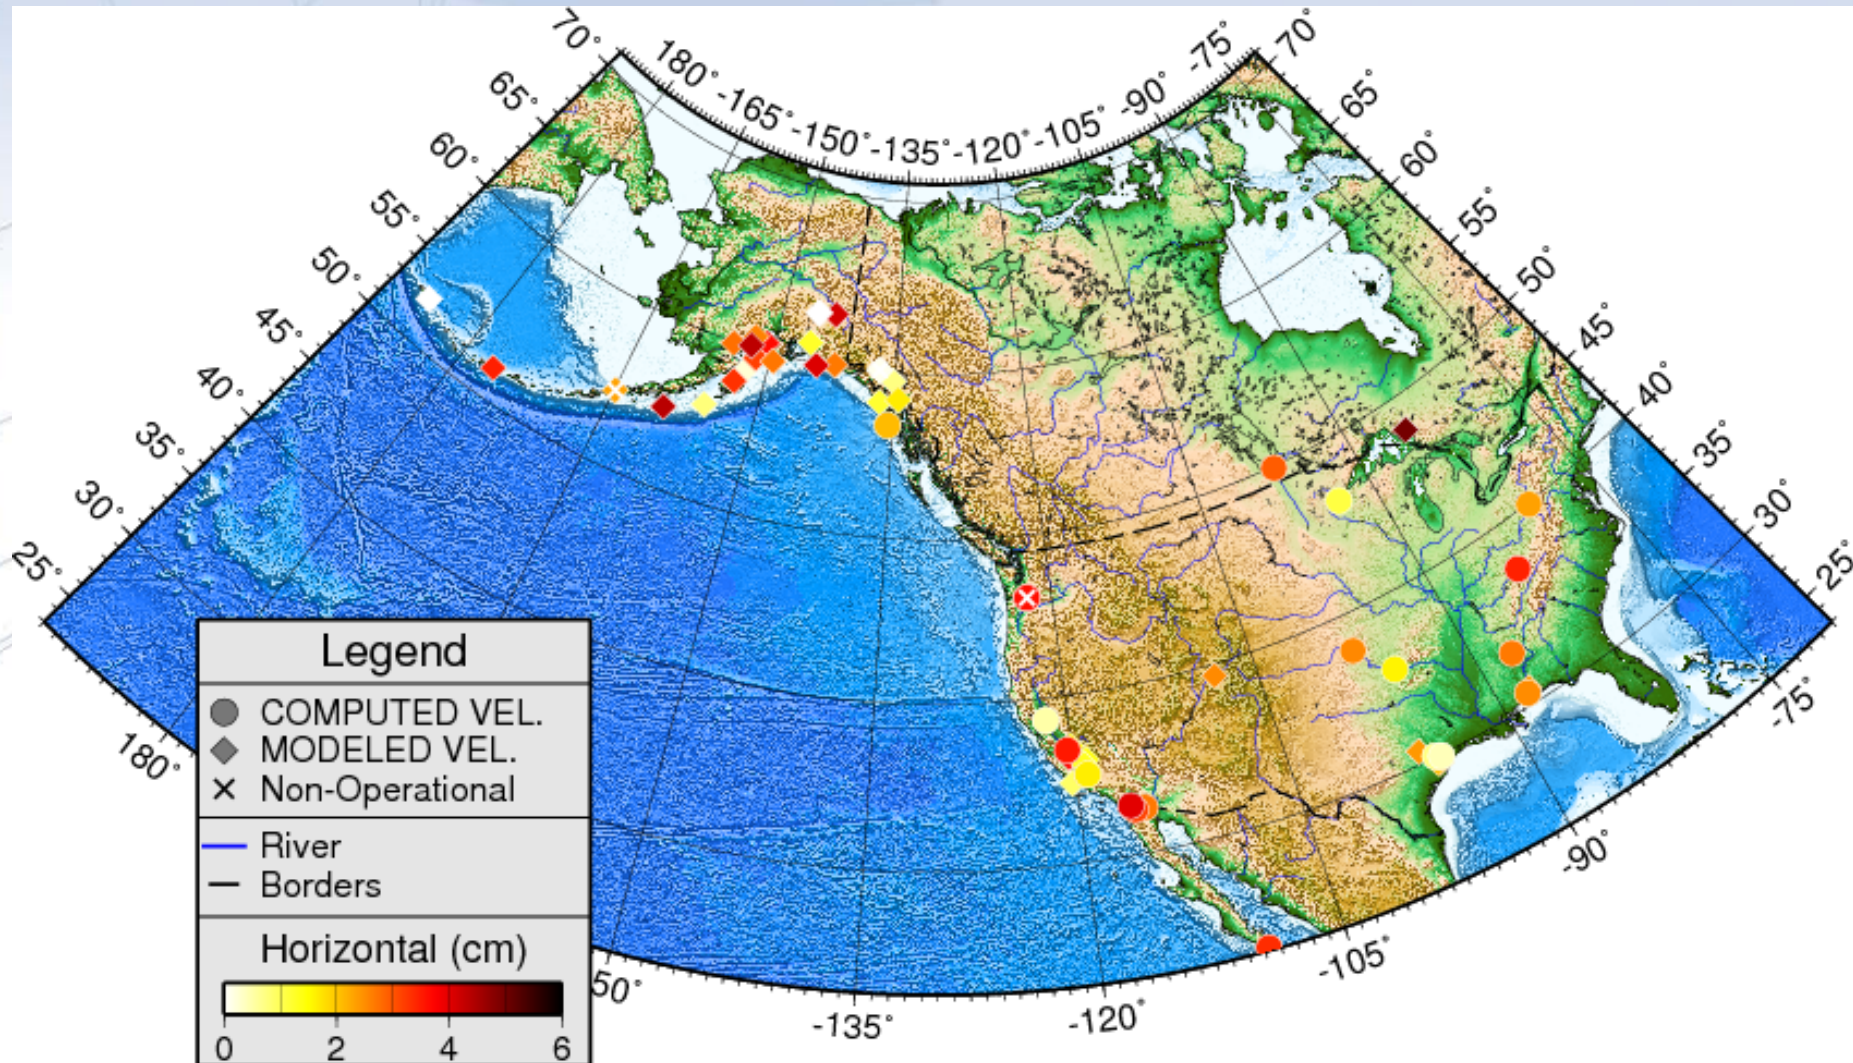 180° -165° -150° -135° -120° -105° -90° -75°
70° 65° 60° 55° 50° 45° 40° 35° 30° 25°
70° 65° 60° 55° 50° 45° 40° 35° 30° 25°
180° 50° -135° -120° -105° -90° -75°
Legend
COMPUTED VEL.
MODELED VEL.
Non-Operational
River
Borders
Horizontal (cm)
0 2 4 6